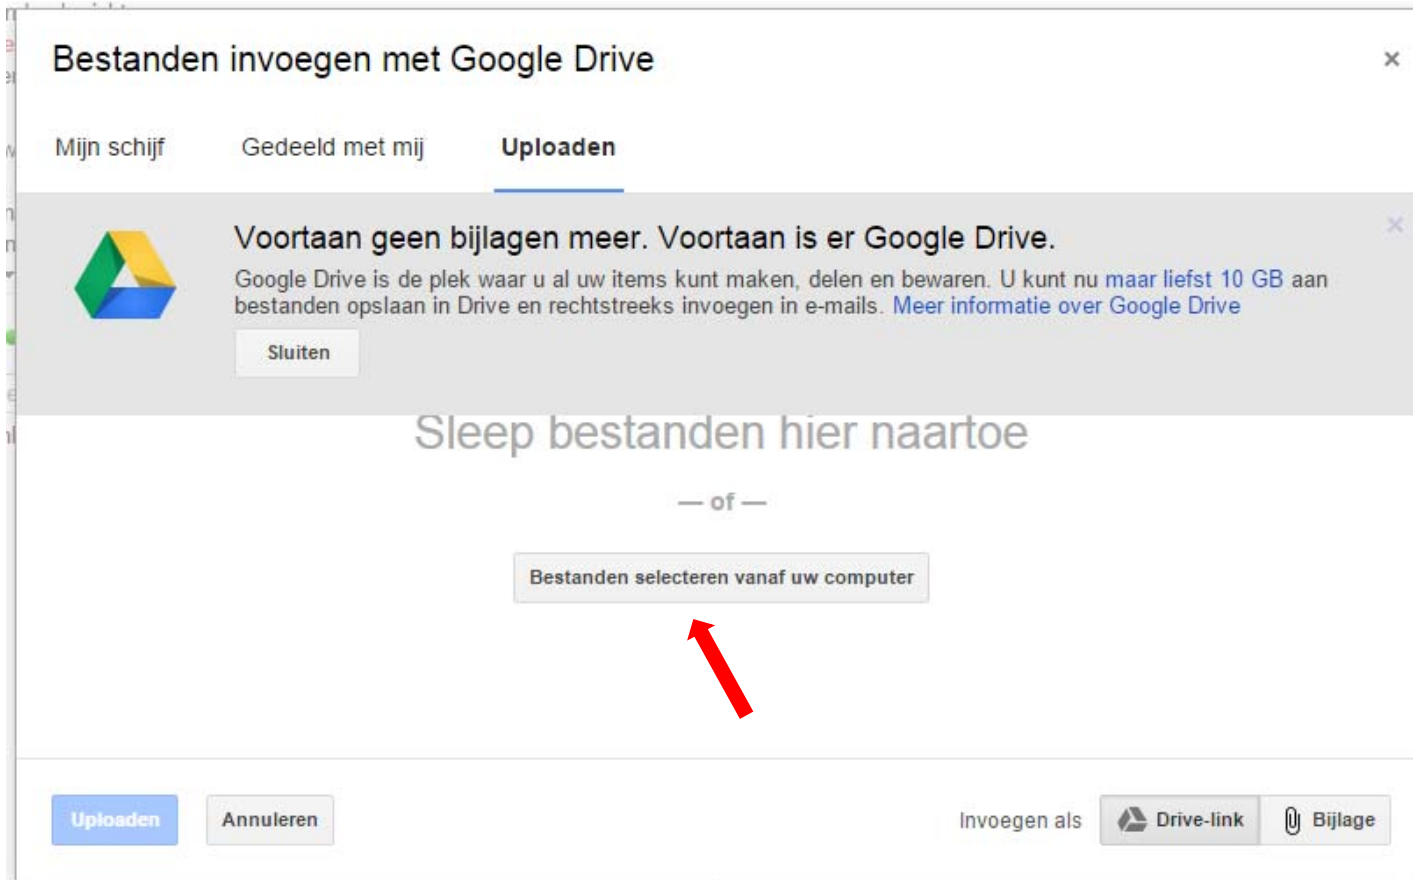 Bestanden invoegen met Google Drive
×
Mijn schijf Gedeeld met mij Uploaden
Voortaan geen bijlagen meer. Voortaan is er Google Drive.
×
Google Drive is de plek waar u al uw items kunt maken, delen en bewaren. U kunt nu maar liefst 10 GB aan
bestanden opslaan in Drive en rechtstreeks invoegen in e-mails. Meer informatie over Google Drive
Sluiten
Sleep bestanden hier naartoe
— of —
Bestanden selecteren vanaf uw computer
Uploaden Annuleren Invoegen als Drive-link Bijlage